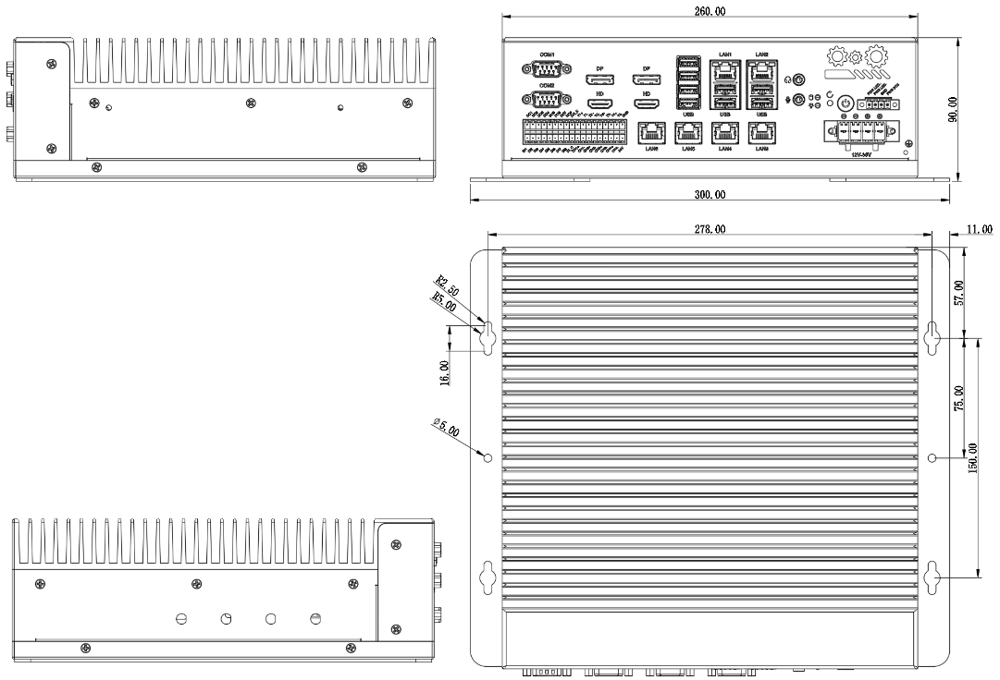 260.00
COM1
DP
DP
LAN1
LAN2
COM2
HD
HD
USB
USB
USB
LAN6
LAN5
LAN4
LAN3
12V-36V
90.00
300.00
278.00
11.00
R2.50
R5.00
57.00
16.00
75.00
Ø5.00
150.00